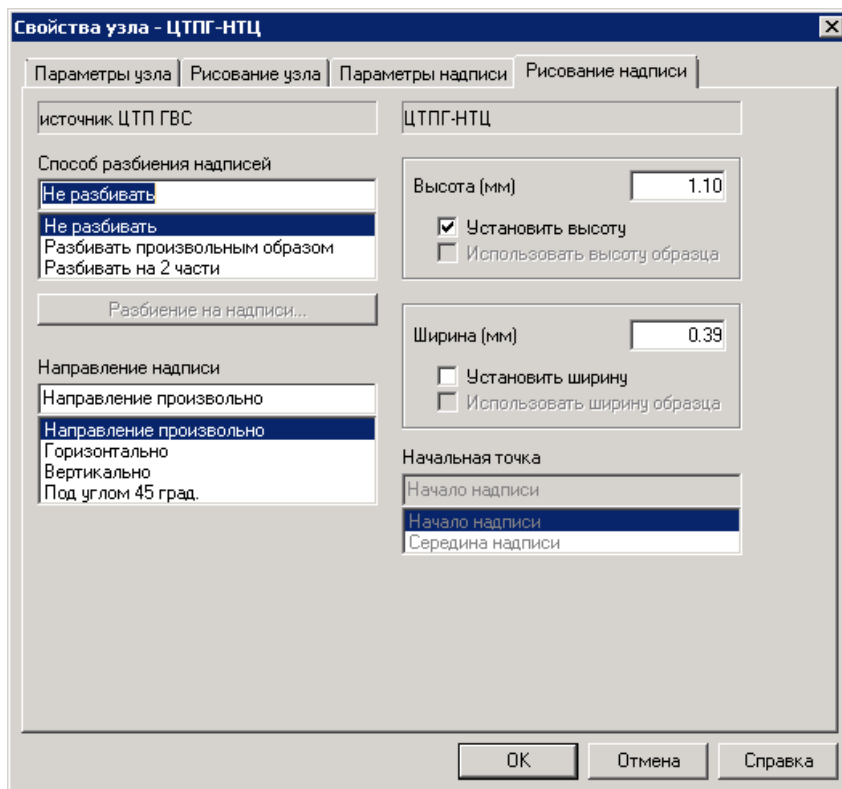 Свойства узла - ЦТПГ-НТЦ
Параметры узла
Рисование узла
Параметры надписи
Рисование надписи
источник ЦТП ГВС
Способ разбиения надписей
Не разбивать
Не разбивать
Разбивать произвольным образом
Разбивать на 2 части
Разбиение на надписи...
Направление надписи
Направление произвольно
Направление произвольно
Горизонтально
Вертикально
Под углом 45 град.
ЦТПГ-НТЦ
Высота (мм) 1.10
Установить высоту
Использовать высоту образца
Ширина (мм) 0.39
Установить ширину
Использовать ширину образца
Начальная точка
Начало надписи
Начало надписи
Середина надписи
OK
Отмена
Справка